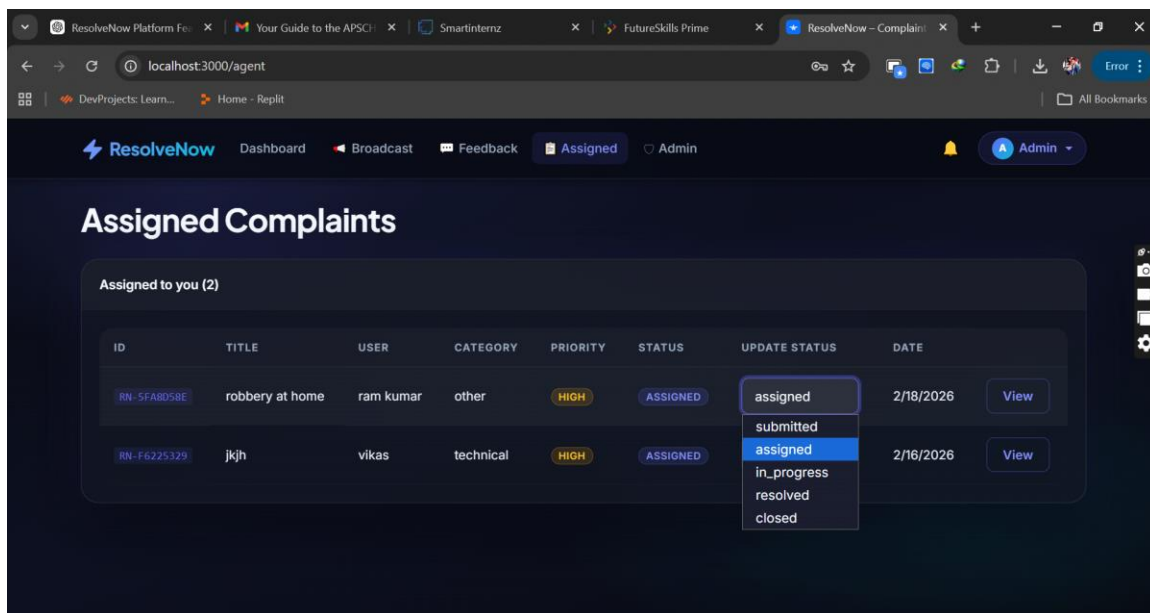 ResolveNow Platform Fe
Your Guide to the APSCH
Smartinternz
FutureSkills Prime
ResolveNow – Complaint
localhost:3000/agent
Error
DevProjects: Learn...
Home - Replit
All Bookmarks
ResolveNow
Dashboard
Broadcast
Feedback
Assigned
Admin
A
Admin
Assigned Complaints
Assigned to you (2)
ID TITLE USER CATEGORY PRIORITY STATUS UPDATE STATUS DATE
RN-5FA8D58E robbery at home ram kumar other HIGH ASSIGNED assigned 2/18/2026 View
submitted
assigned
in_progress
resolved
closed
RN-F6225329 jkjh vikas technical HIGH ASSIGNED 2/16/2026 View